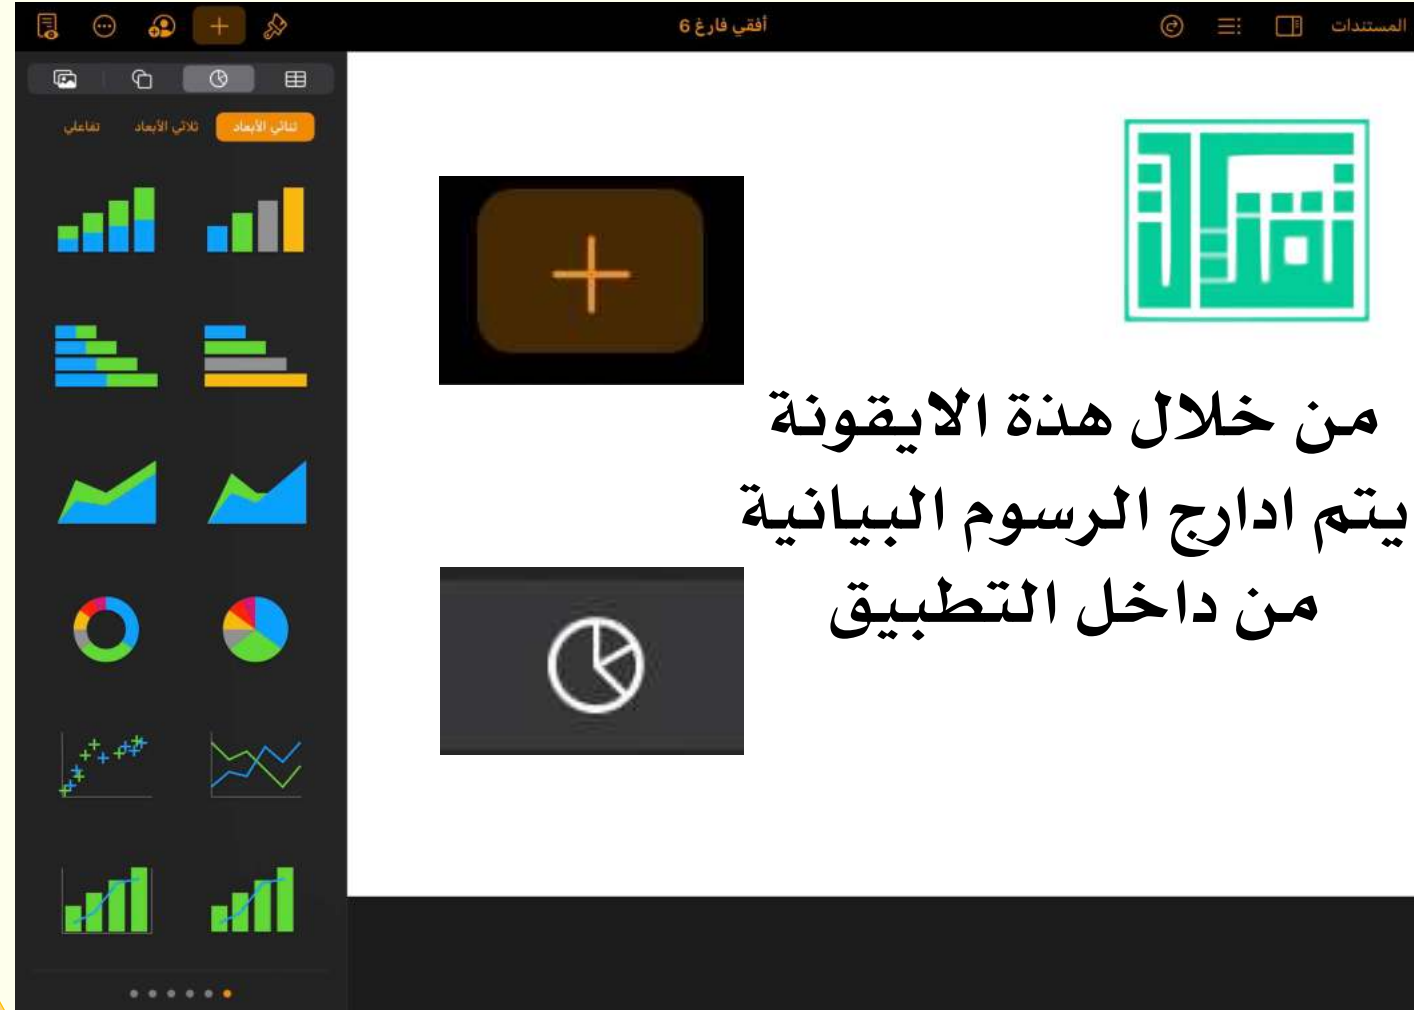 المستندات
أفقي فارغ 6
ثنائي الأبعاد
ثلاثي الأبعاد
تفاعلي
من خلال هذة الايقونة
يتم ادارج الرسوم البيانية
من داخل التطبيق